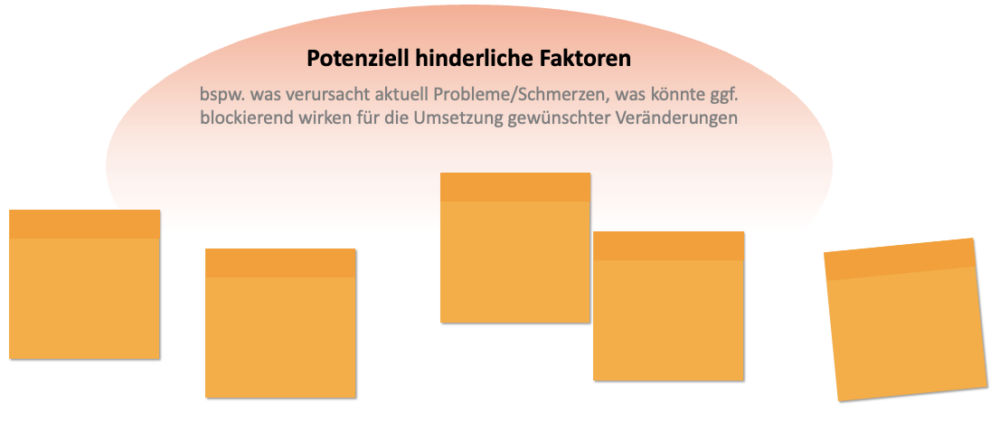 Potenziell hinderliche Faktoren
bspw. was verursacht aktuell Probleme/Schmerzen, was könnte ggf.
blockierend wirken für die Umsetzung gewünschter Veränderungen